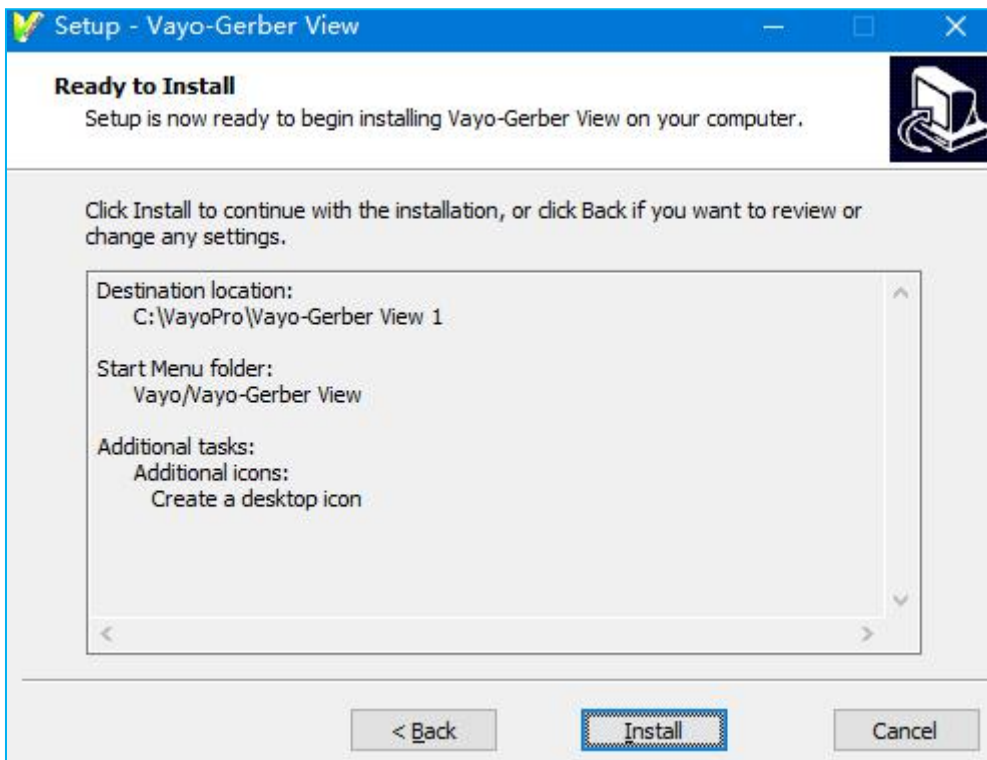 Setup - Vayo-Gerber View
Ready to Install
Setup is now ready to begin installing Vayo-Gerber View on your computer.
Click Install to continue with the installation, or click Back if you want to review or
change any settings.
Destination location:
C:\VayoPro\Vayo-Gerber View 1
Start Menu folder:
Vayo/Vayo-Gerber View
Additional tasks:
Additional icons:
Create a desktop icon
< Back
Install
Cancel